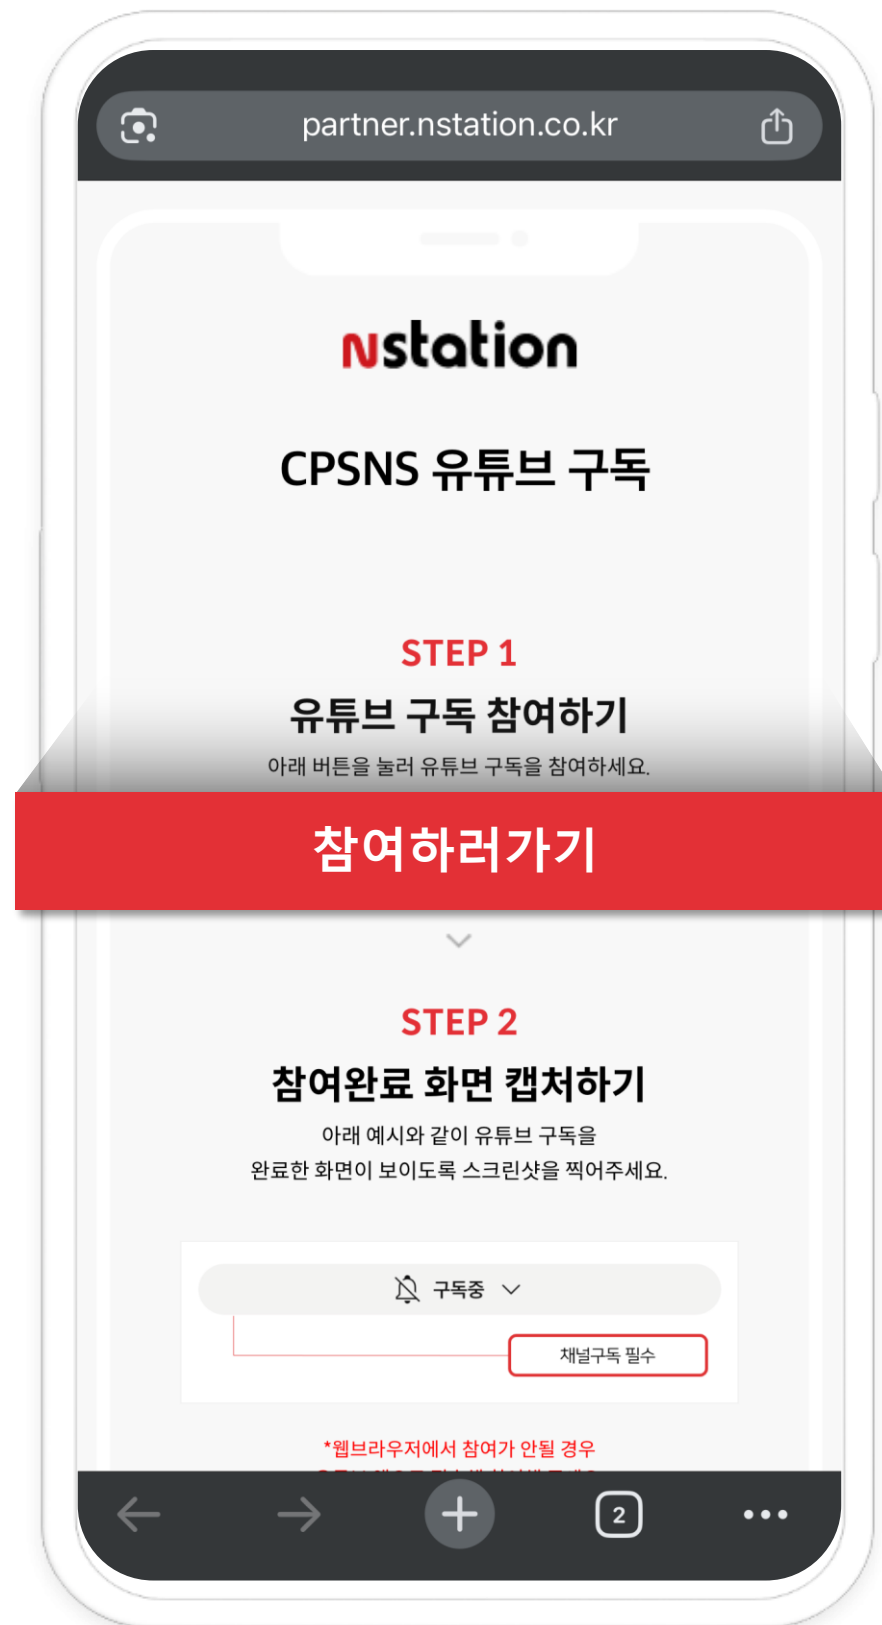 partner.nstation.co.kr
Nstation
CPSNS 유튜브 구독
STEP 1
유튜브 구독 참여하기
아래 버튼을 눌러 유튜브 구독을 참여하세요.
참여하러가기
STEP 2
참여완료 화면 캡처하기
아래 예시와 같이 유튜브 구독을
완료한 화면이 보이도록 스크린샷을 찍어주세요.
구독중
채널구독 필수
*웹브라우저에서 참여가 안될 경우
2